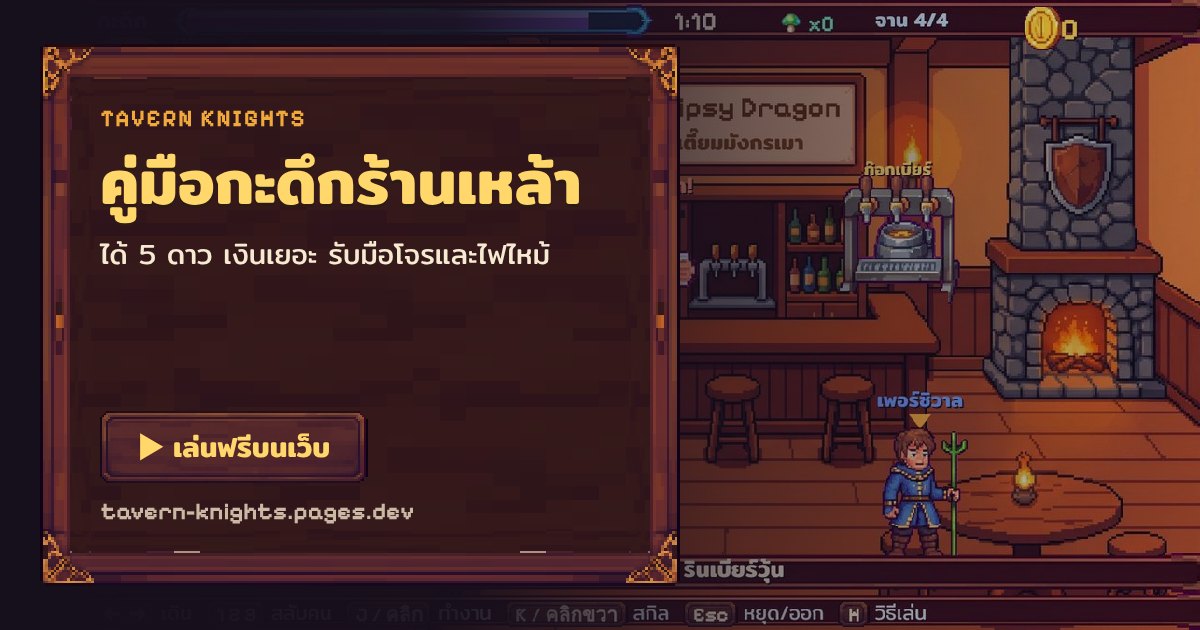 1:10
x0
จาน 4/4
0
TAVERN KNIGHTS
คู่มือกะดึกร้านเหล้า
ได้ 5 ดาว เงินเยอะ รับมือโจรและไฟไหม้
▶ เล่นฟรีบนเว็บ
tavern-knights.pages.dev
ipsy Dragon
เตี๊ยมมังกรเมา
ก๊อกเบียร์
เพอร์ซิวาล
รินเบียร์วุ้น
สลับคน J / คลิก ทำงาน K / คลิกขวา สกิล Esc หยุด/ออก H วิธีเล่น